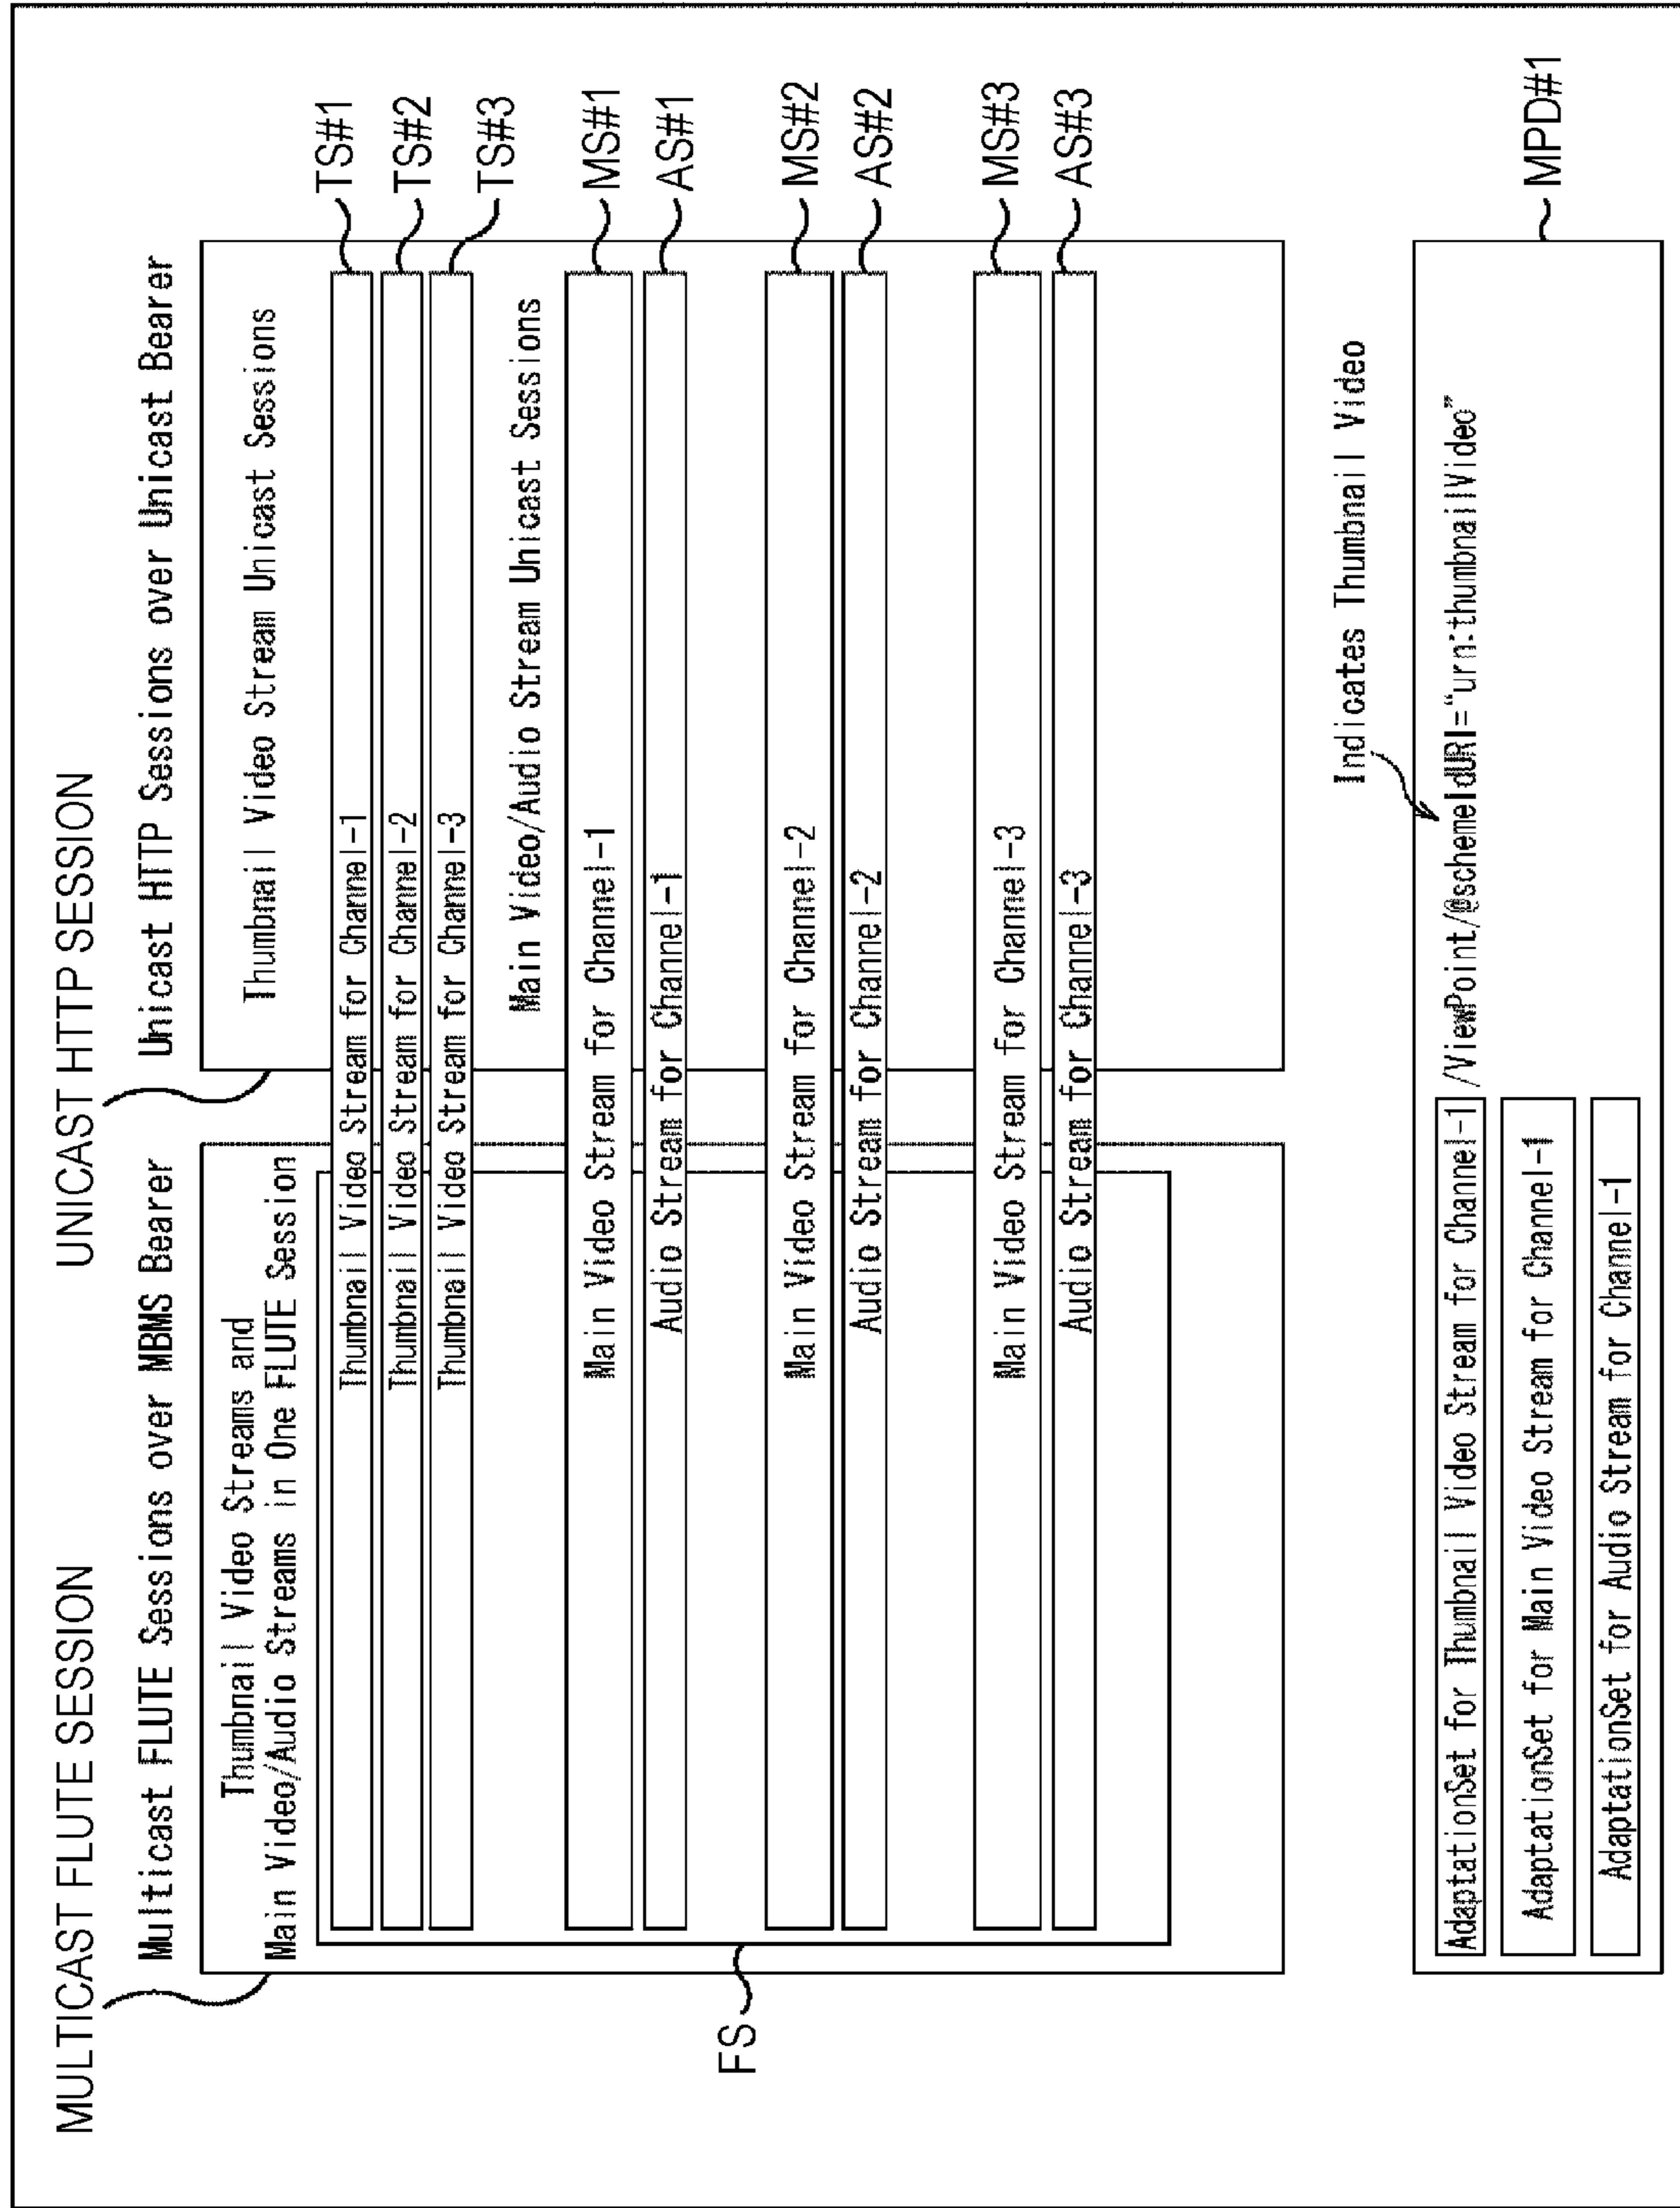 MULTICAST FLUTE SESSION
UNICAST HTTP SESSION
Multicast FLUTE Sessions over MBMS Bearer
Unicast HTTP Sessions over Unicast Bearer
Thumbnail Video Streams and
Main Video/Audio Streams in One FLUTE Session
Thumbnail Video Stream Unicast Sessions
Thumbnail Video Stream for Channel-1
TS#1
Thumbnail Video Stream for Channel-2
TS#2
Thumbnail Video Stream for Channel-3
TS#3
Main Video/Audio Stream Unicast Sessions
Main Video Stream for Channel-1
MS#1
Audio Stream for Channel-1
AS#1
FS
Main Video Stream for Channel-2
MS#2
Audio Stream for Channel-2
AS#2
Main Video Stream for Channel-3
MS#3
Audio Stream for Channel-3
AS#3
Indicates Thumbnail Video
AdaptationSet for Thumbnail Video Stream for Channel-1 /ViewPoint/@schemeIdURI=“urn:thumbnailVideo”
AdaptationSet for Main Video Stream for Channel-1
AdaptationSet for Audio Stream for Channel-1
MPD#1